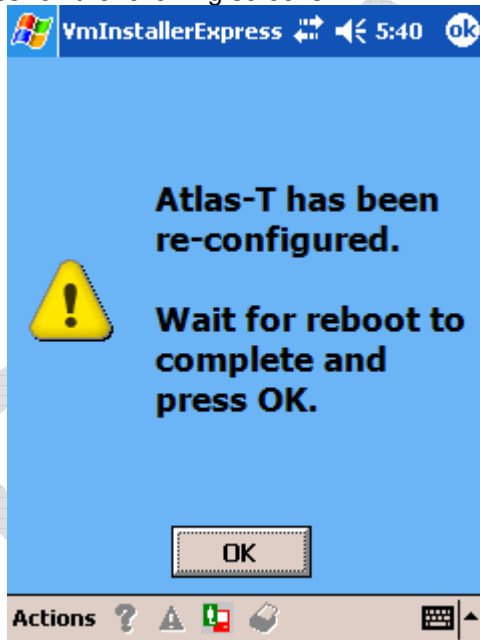 VmInstallerExpress 5:40 ok
Atlas-T has been
re-configured.
Wait for reboot to
complete and
press OK.
OK
Actions